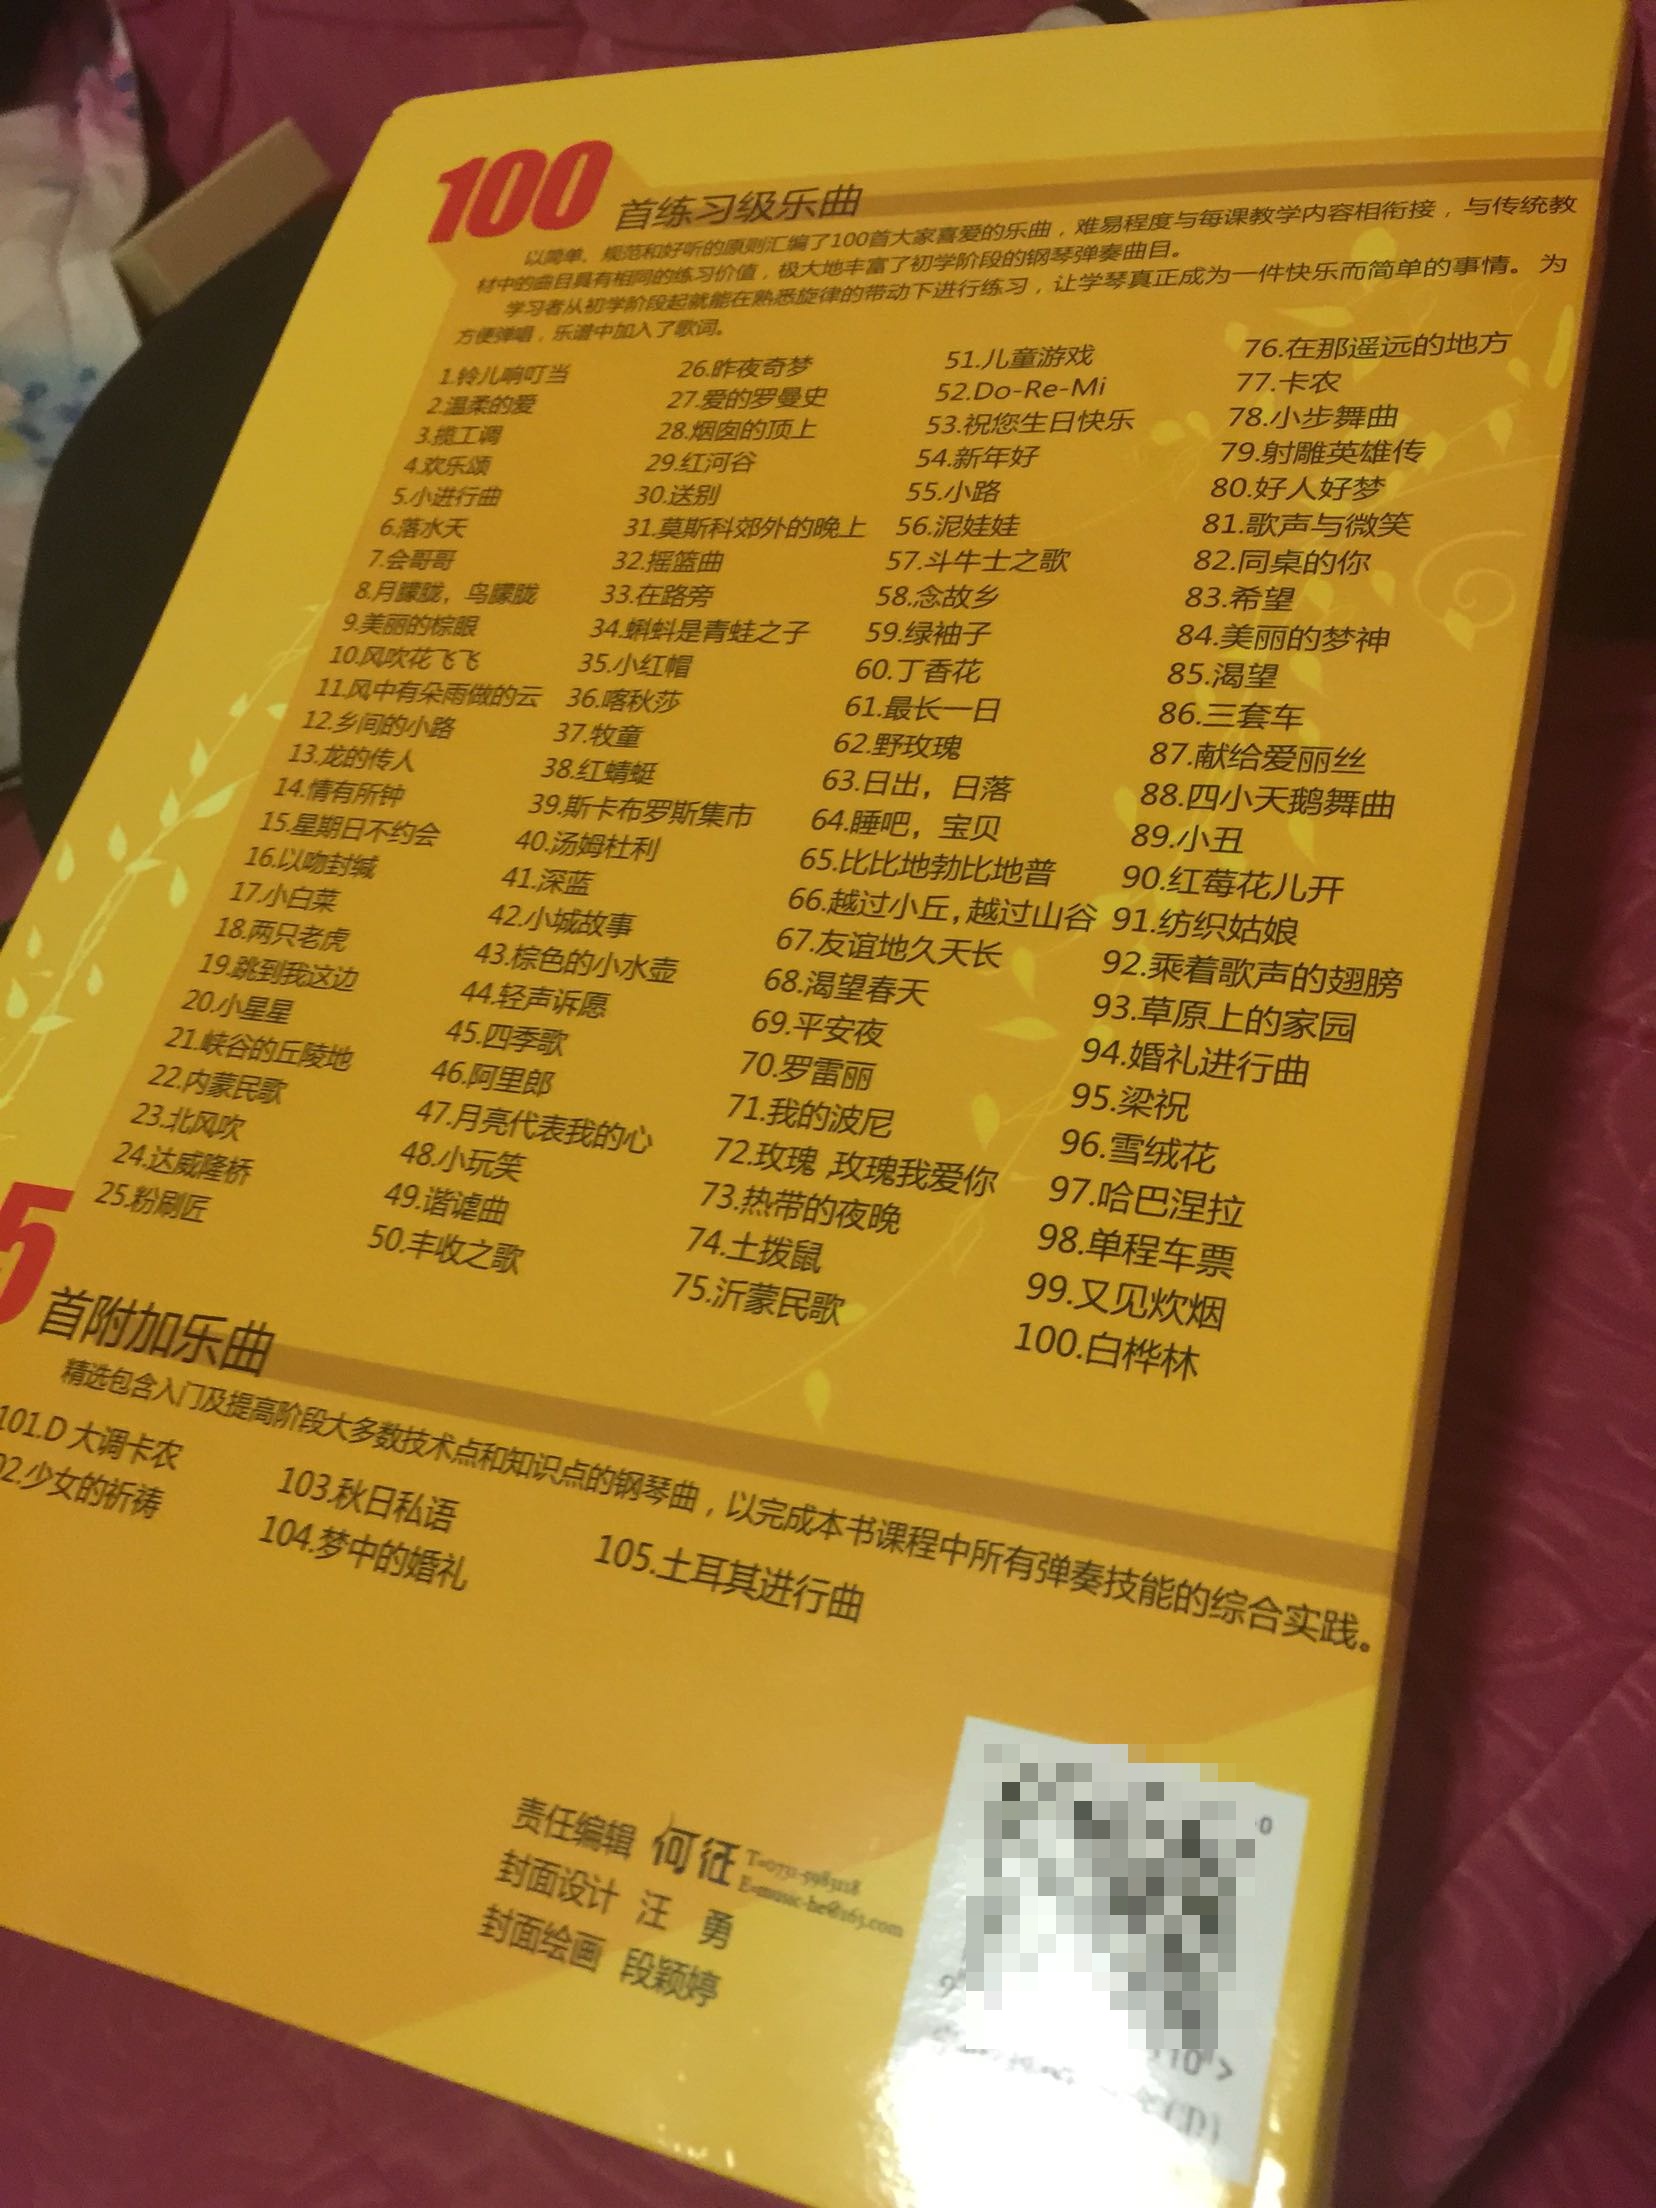 100 首练习级乐曲
以简单、规范和好听的原则汇编了100首大家喜爱的乐曲，难易程度与每课教学内容相衔接，与传统教
材中的曲目具有相同的练习价值，极大地丰富了初学阶段的钢琴弹奏曲目。
学习者从初学阶段起就能在熟悉旋律的带动下进行练习，让学琴真正成为一件快乐而简单的事情。为
方便弹唱，乐谱中加入了歌词。
1.铃儿响叮当
2.温柔的爱
3.揽工调
4.欢乐颂
5.小进行曲
6.落水天
7.会哥哥
8.月朦胧，鸟朦胧
9.美丽的棕眼
10.风吹花飞飞
11.风中有朵雨做的云
12.乡间的小路
13.龙的传人
14.情有所钟
15.星期日不约会
16.以吻封缄
17.小白菜
18.两只老虎
19.跳到我这边
20.小星星
21.峡谷的丘陵地
22.内蒙民歌
23.北风吹
24.达威隆桥
25.粉刷匠
26.昨夜奇梦
27.爱的罗曼史
28.烟囱的顶上
29.红河谷
30.送别
31.莫斯科郊外的晚上
32.摇篮曲
33.在路旁
34.蝌蚪是青蛙之子
35.小红帽
36.喀秋莎
37.牧童
38.红蜻蜓
39.斯卡布罗斯集市
40.汤姆杜利
41.深蓝
42.小城故事
43.棕色的小水壶
44.轻声诉愿
45.四季歌
46.阿里郎
47.月亮代表我的心
48.小玩笑
49.谐谑曲
50.丰收之歌
51.儿童游戏
52.Do-Re-Mi
53.祝您生日快乐
54.新年好
55.小路
56.泥娃娃
57.斗牛士之歌
58.念故乡
59.绿袖子
60.丁香花
61.最长一日
62.野玫瑰
63.日出，日落
64.睡吧，宝贝
65.比比地勃比地普
66.越过小丘,越过山谷
67.友谊地久天长
68.渴望春天
69.平安夜
70.罗雷丽
71.我的波尼
72.玫瑰,玫瑰我爱你
73.热带的夜晚
74.土拨鼠
75.沂蒙民歌
76.在那遥远的地方
77.卡农
78.小步舞曲
79.射雕英雄传
80.好人好梦
81.歌声与微笑
82.同桌的你
83.希望
84.美丽的梦神
85.渴望
86.三套车
87.献给爱丽丝
88.四小天鹅舞曲
89.小丑
90.红莓花儿开
91.纺织姑娘
92.乘着歌声的翅膀
93.草原上的家园
94.婚礼进行曲
95.梁祝
96.雪绒花
97.哈巴涅拉
98.单程车票
99.又见炊烟
100.白桦林
5 首附加乐曲
精选包含入门及提高阶段大多数技术点和知识点的钢琴曲，以完成本书课程中所有弹奏技能的综合实践。
101.D 大调卡农
02.少女的祈祷
103.秋日私语
104.梦中的婚礼
105.土耳其进行曲
责任编辑 何征
E=music-he@163.com
封面设计 汪 勇
封面绘画 段颖婷